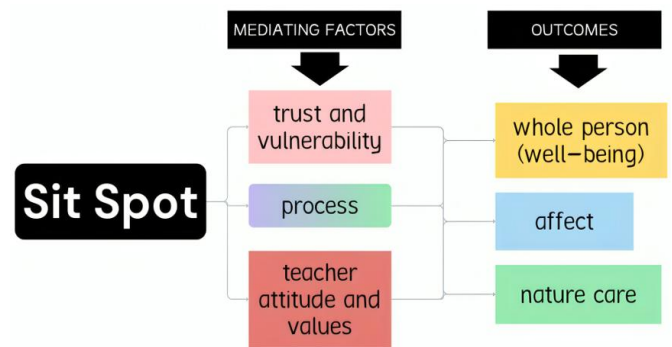 MEDIATING FACTORS
OUTCOMES
trust and
vulnerability
whole person
(well-being)
Sit Spot
process
affect
teacher
attitude and
values
nature care